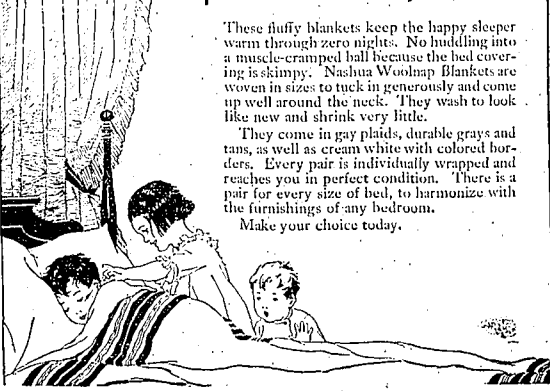 These fluffy blankets keep the happy sleeper
warm through zero nights. No huddling into
a muscle-cramped ball because the bed cover-
ing is skimpy. Nashua Woolnap Blankets are
woven in sizes to tuck in generously and come
up well around the neck. They wash to look
like new and shrink very little.
They come in gay plaids, durable grays and
tans, as well as cream white with colored bor-
ders. Every pair is individually wrapped and
reaches you in perfect condition. There is a
pair for every size of bed, to harmonize with
the furnishings of any bedroom.
Make your choice today.